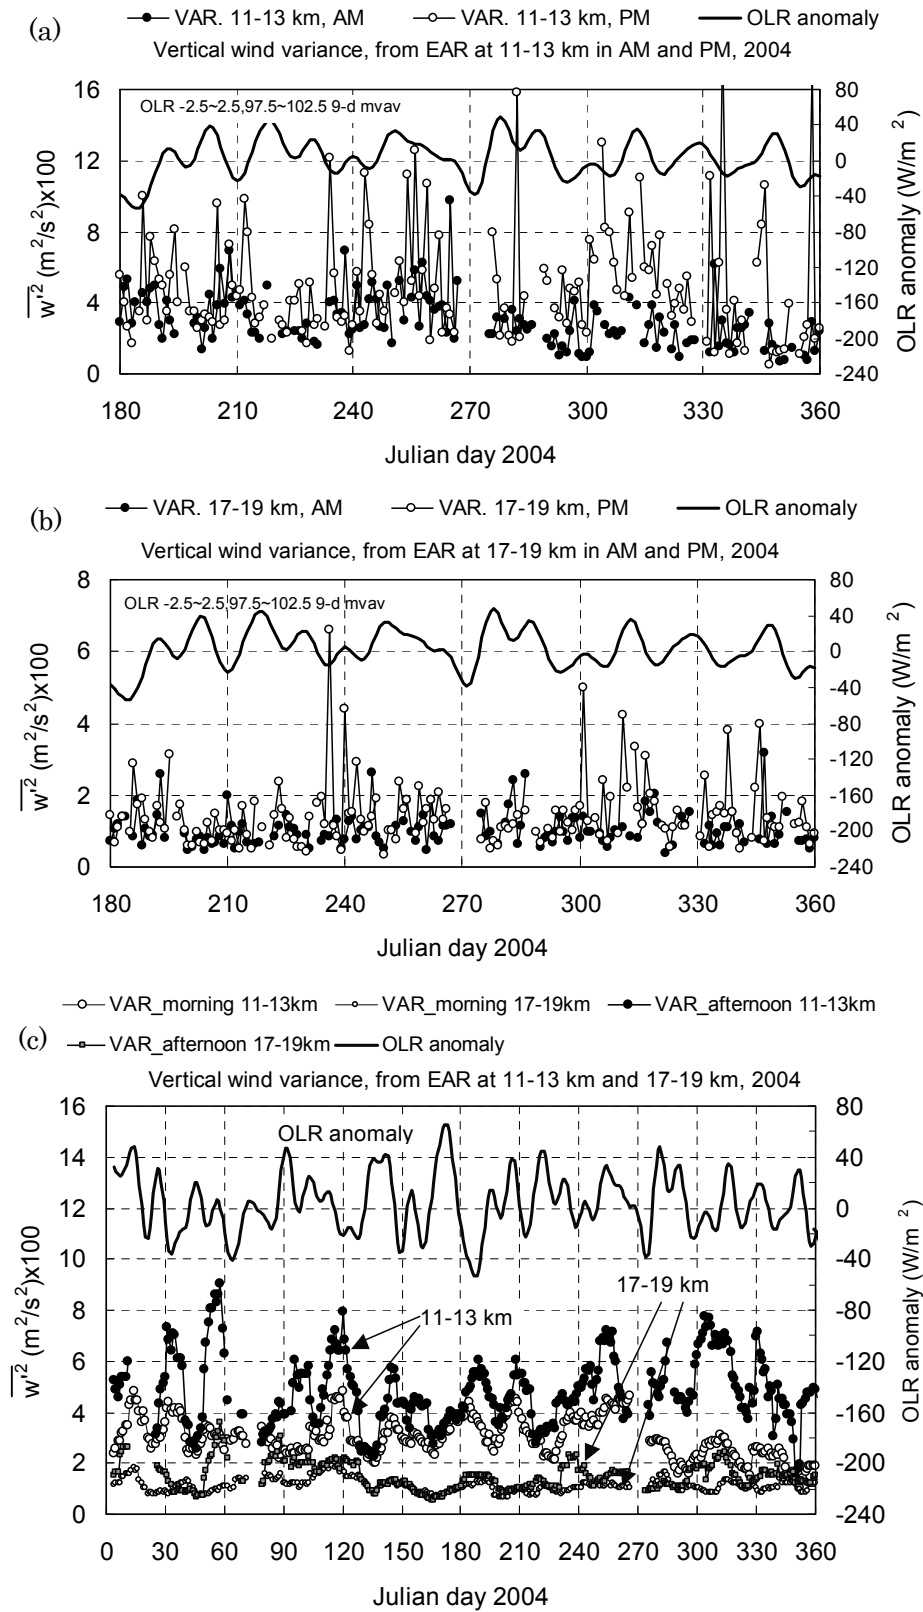 (a)
VAR. 11-13 km, AM VAR. 11-13 km, PM OLR anomaly
Vertical wind variance, from EAR at 11-13 km in AM and PM, 2004
OLR -2.5~2.5,97.5~102.5 9-d mvav
w'² (m²/s²)x100
16
12
8
4
0
80
40
0
-40
-80
-120
-160
-200
-240
OLR anomaly (W/m²)
180 210 240 270 300 330 360
Julian day 2004
(b)
VAR. 17-19 km, AM VAR. 17-19 km, PM OLR anomaly
Vertical wind variance, from EAR at 17-19 km in AM and PM, 2004
OLR -2.5~2.5,97.5~102.5 9-d mvav
w'² (m²/s²)x100
8
6
4
2
0
80
40
0
-40
-80
-120
-160
-200
-240
OLR anomaly (W/m²)
180 210 240 270 300 330 360
Julian day 2004
VAR_morning 11-13km VAR_morning 17-19km VAR_afternoon 11-13km
(c)
VAR_afternoon 17-19km OLR anomaly
Vertical wind variance, from EAR at 11-13 km and 17-19 km, 2004
OLR anomaly
17-19 km
11-13 km
w'² (m²/s²)x100
16
14
12
10
8
6
4
2
0
80
40
0
-40
-80
-120
-160
-200
-240
OLR anomaly (W/m ²)
0 30 60 90 120 150 180 210 240 270 300 330 360
Julian day 2004